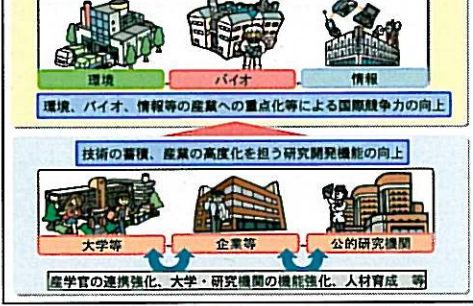 環境 バイオ 情報
環境、バイオ、情報等の産業への重点化等による国際競争力の向上
技術の蓄積、産業の高度化を担う研究開発機能の向上
大学等 企業等 公的研究機関
産学官の連携強化、大学・研究機関の機能強化、人材育成 等